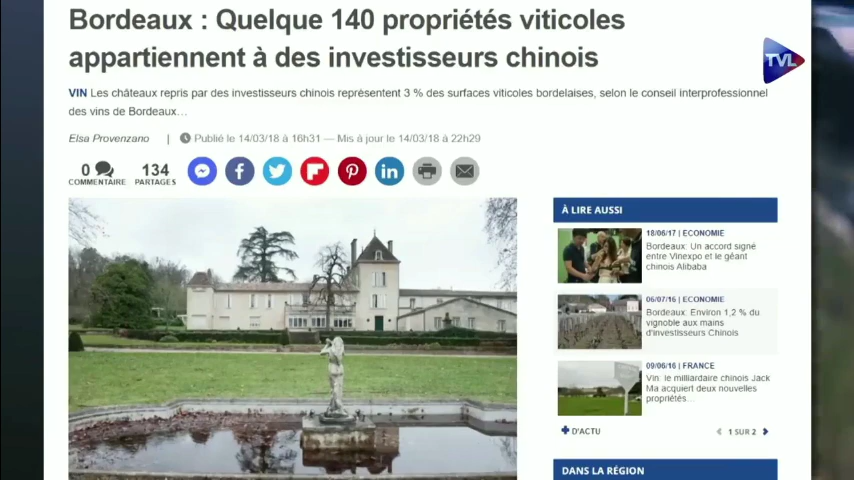 Bordeaux : Quelque 140 propriétés viticoles
appartiennent à des investisseurs chinois
TVL
VIN Les châteaux repris par des investisseurs chinois représentent 3 % des surfaces viticoles bordelaises, selon le conseil interprofessionnel
des vins de Bordeaux…
Elsa Provenzano | Publié le 14/03/18 à 16h31 — Mis à jour le 14/03/18 à 22h29
0
COMMENTAIRE
134
PARTAGES
À LIRE AUSSI
18/06/17 | ECONOMIE
Bordeaux: Un accord signé
entre Vinexpo et le géant
chinois Alibaba
06/07/16 | ECONOMIE
Bordeaux: Environ 1,2 % du
vignoble aux mains
d'investisseurs Chinois
09/06/16 | FRANCE
Vin: le milliardaire chinois Jack
Ma acquiert deux nouvelles
propriétés...
+ D'ACTU
1 SUR 2
DANS LA RÉGION